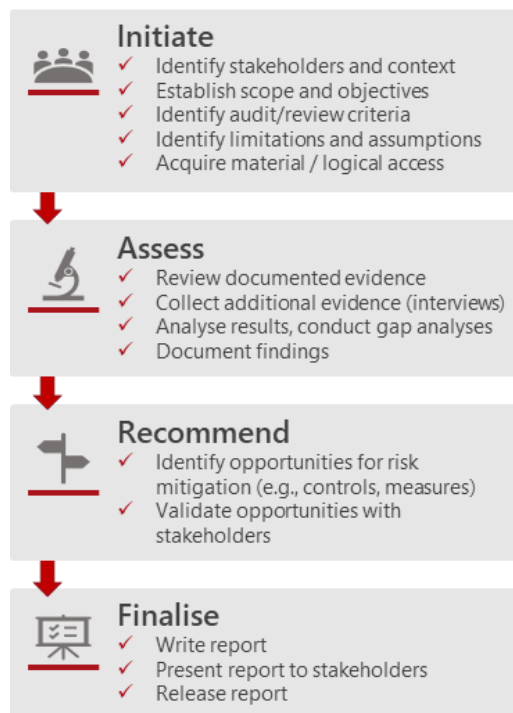 Initiate
✓ Identify stakeholders and context
✓ Establish scope and objectives
✓ Identify audit/review criteria
✓ Identify limitations and assumptions
✓ Acquire material / logical access
Assess
✓ Review documented evidence
✓ Collect additional evidence (interviews)
✓ Analyse results, conduct gap analyses
✓ Document findings
Recommend
✓ Identify opportunities for risk
mitigation (e.g., controls, measures)
✓ Validate opportunities with
stakeholders
Finalise
✓ Write report
✓ Present report to stakeholders
✓ Release report